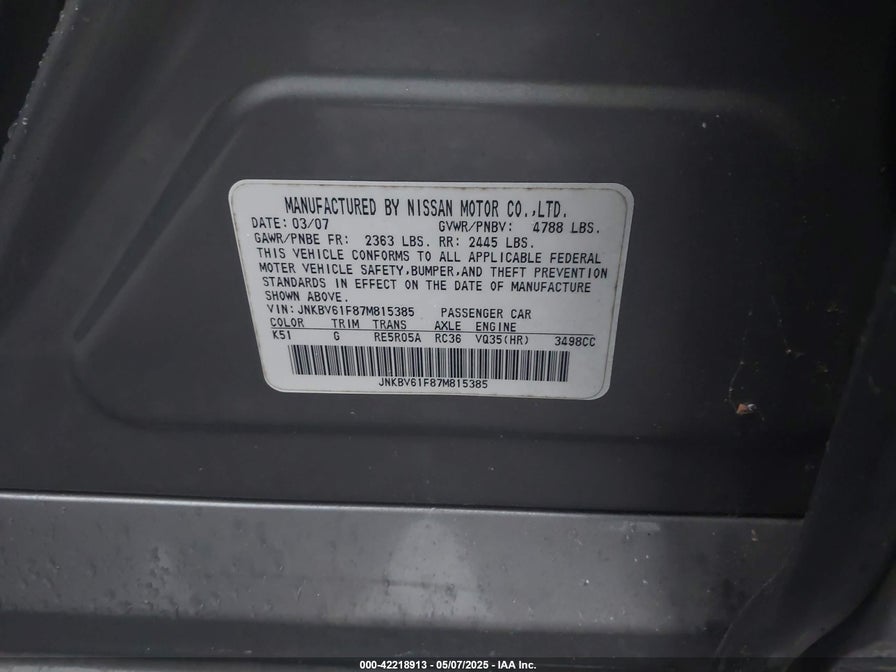 MANUFACTURED BY NISSAN MOTOR CO.,LTD.
DATE: 03/07 GVWR/PNBV: 4788 LBS.
GAWR/PNBE FR: 2363 LBS. RR: 2445 LBS.
THIS VEHICLE CONFORMS TO ALL APPLICABLE FEDERAL
MOTER VEHICLE SAFETY,BUMPER,AND THEFT PREVENTION
STANDARDS IN EFFECT ON THE DATE OF MANUFACTURE
SHOWN ABOVE.
VIN: JNKBV61F87M815385 PASSENGER CAR
COLOR TRIM TRANS AXLE ENGINE
K51 G RE5R05A RC36 VQ35(HR) 3498CC
JNKBV61F87M815385
000-42218913 — 05/07/2025 — IAA Inc.